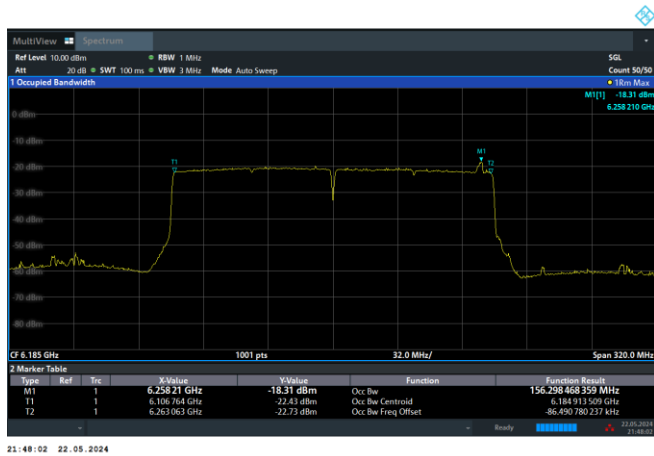 MultiView Spectrum
Ref Level 10.00 dBm RBW 1 MHz SGL
Att 20 dB SWT 100 ms VBW 3 MHz Mode Auto Sweep Count 50/50
1 Occupied Bandwidth 1Rm Max
M1[1] -18.31 dBm
6.258 210 GHz
0 dBm
-10 dBm
M1
T1 T2
-20 dBm
-30 dBm
-40 dBm
-50 dBm
-60 dBm
-70 dBm
-80 dBm
CF 6.185 GHz 1001 pts 32.0 MHz/ Span 320.0 MHz
2 Marker Table
Type Ref Trc X-Value Y-Value Function Function Result
M1 1 6.258 21 GHz -18.31 dBm Occ Bw 156.298 468 359 MHz
T1 1 6.106 764 GHz -22.43 dBm Occ Bw Centroid 6.184 913 509 GHz
T2 1 6.263 063 GHz -22.73 dBm Occ Bw Freq Offset -86.490 780 237 kHz
Ready 22.05.2024
21:48:02
21:48:02 22.05.2024